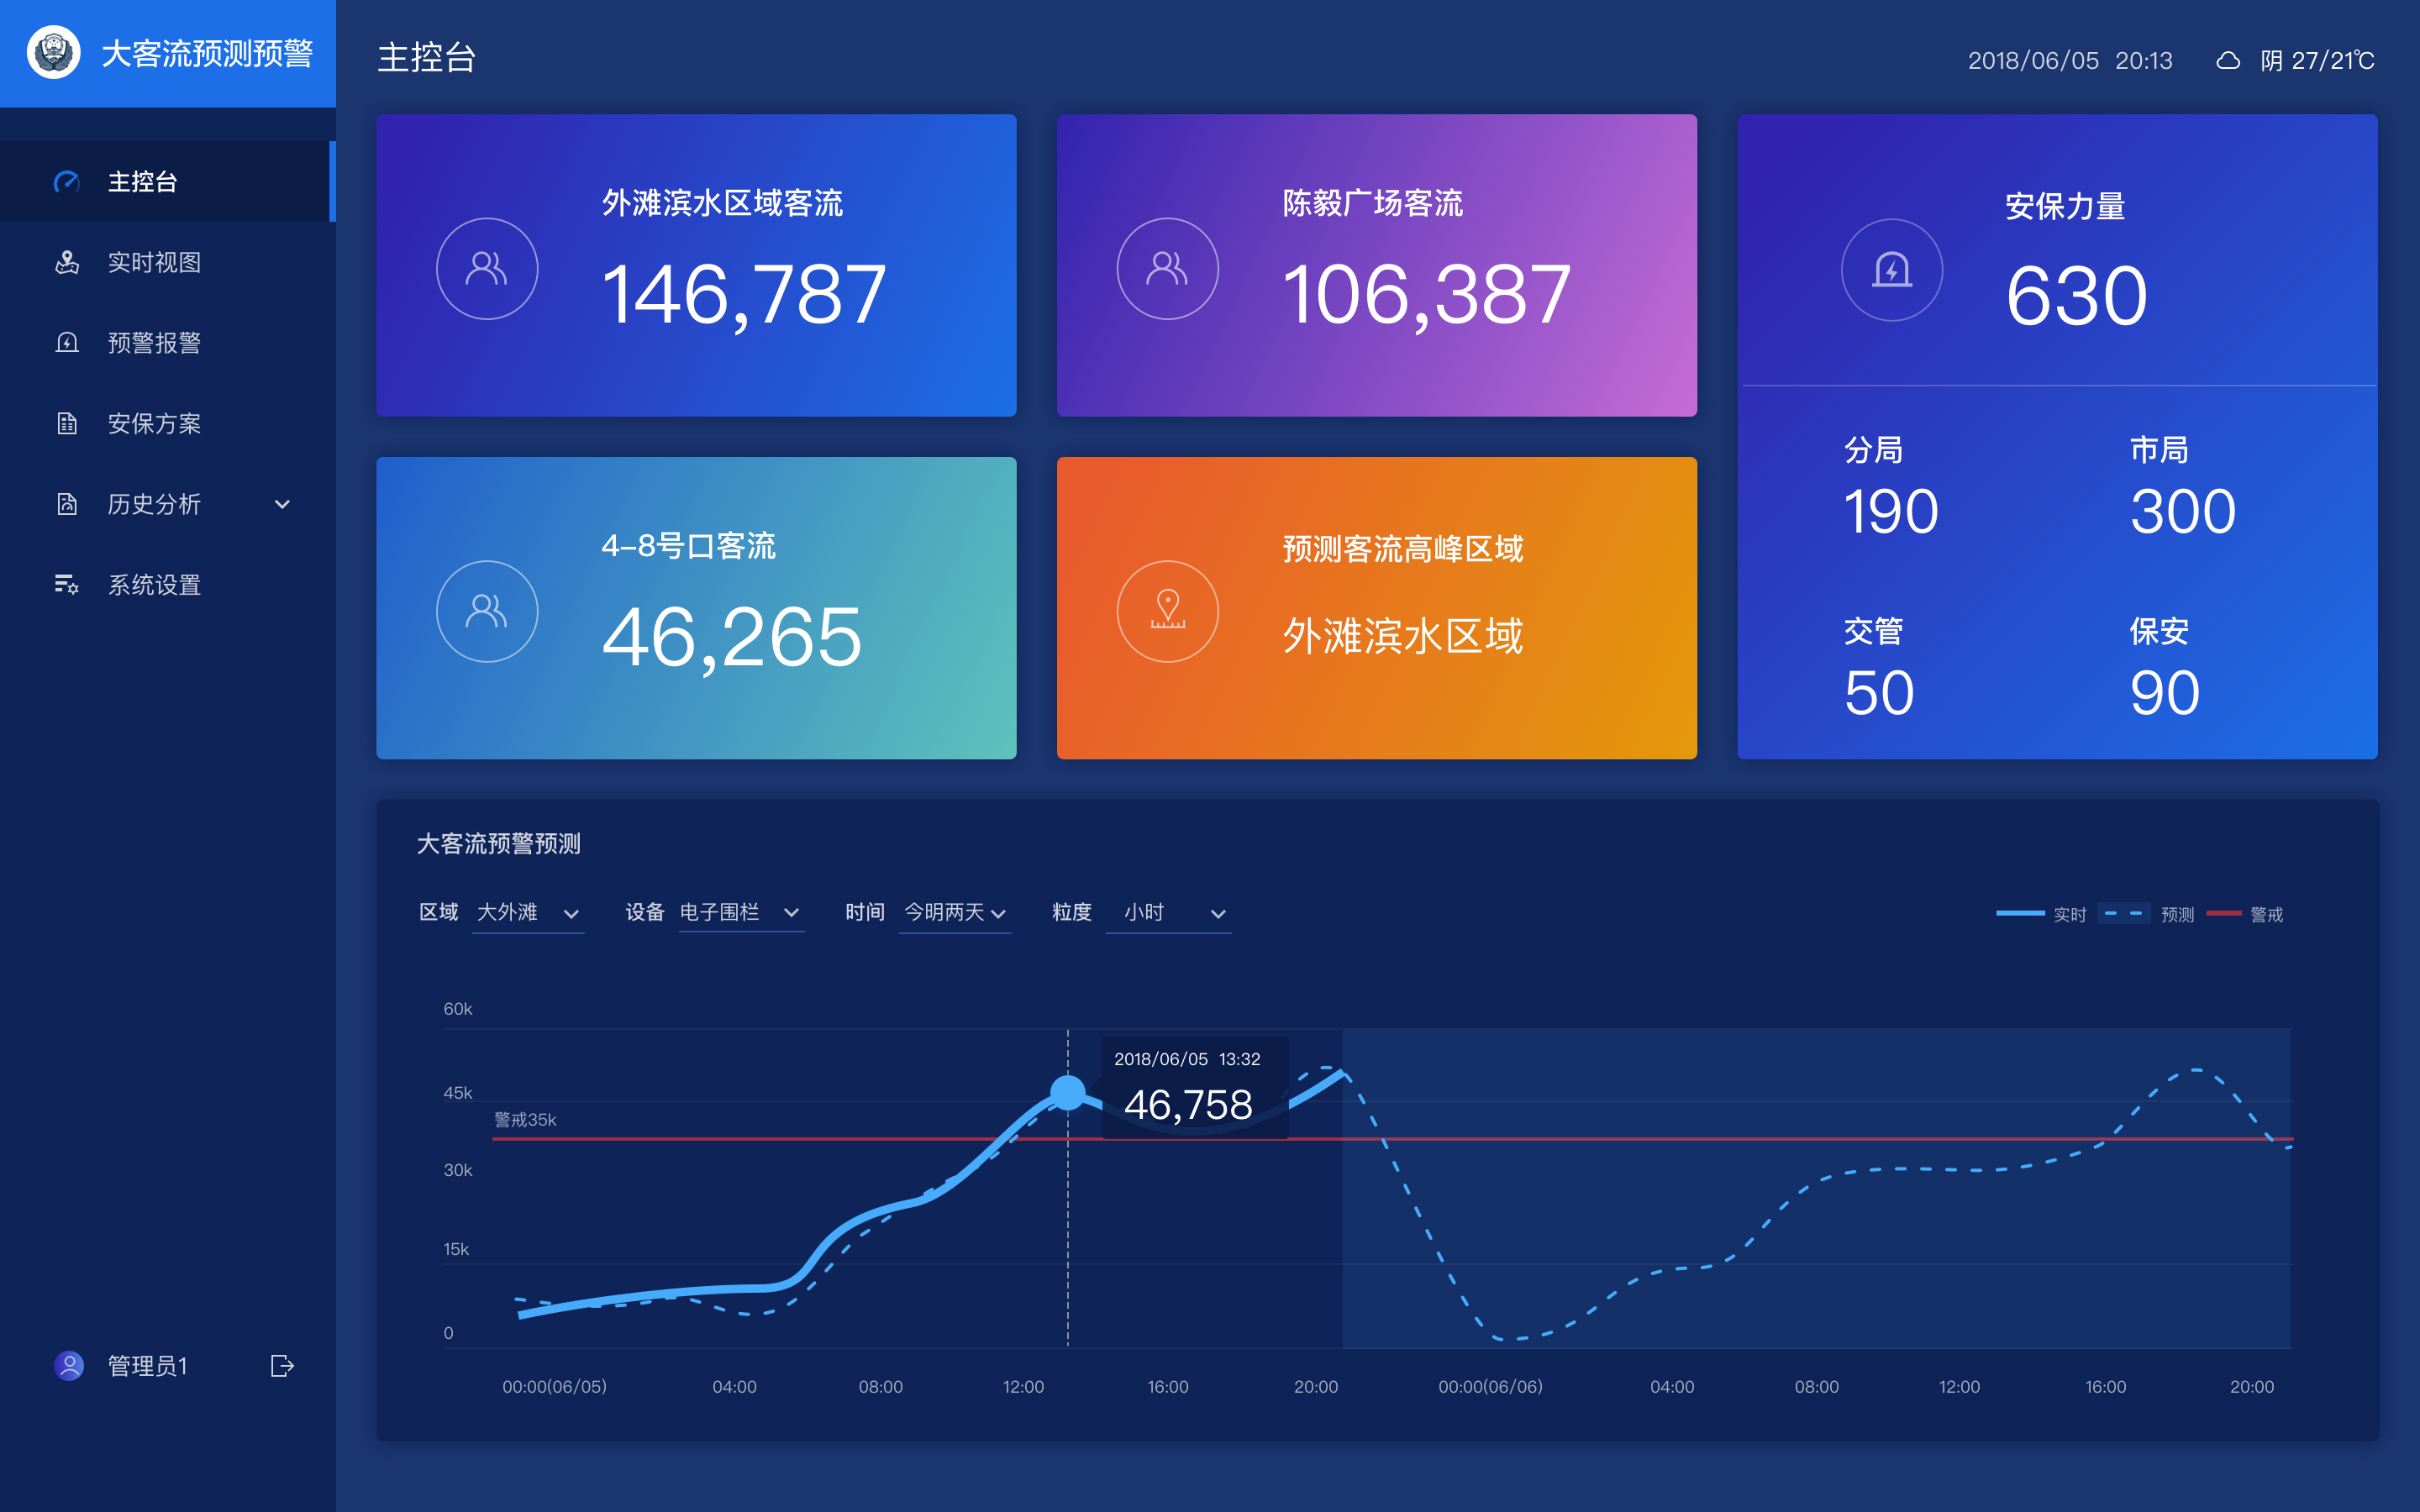 大客流预测预警
主控台
实时视图
预警报警
安保方案
历史分析
系统设置
管理员1
主控台
2018/06/05 20:13
阴 27/21℃
外滩滨水区域客流
146,787
陈毅广场客流
106,387
安保力量
630
分局
190
市局
300
交管
50
保安
90
4-8号口客流
46,265
预测客流高峰区域
外滩滨水区域
大客流预警预测
区域 大外滩 设备 电子围栏 时间 今明两天 粒度 小时
实时 预测 警戒
60k
45k
30k
15k
0
警戒35k
2018/06/05 13:32
46,758
00:00(06/05) 04:00 08:00 12:00 16:00 20:00 00:00(06/06) 04:00 08:00 12:00 16:00 20:00